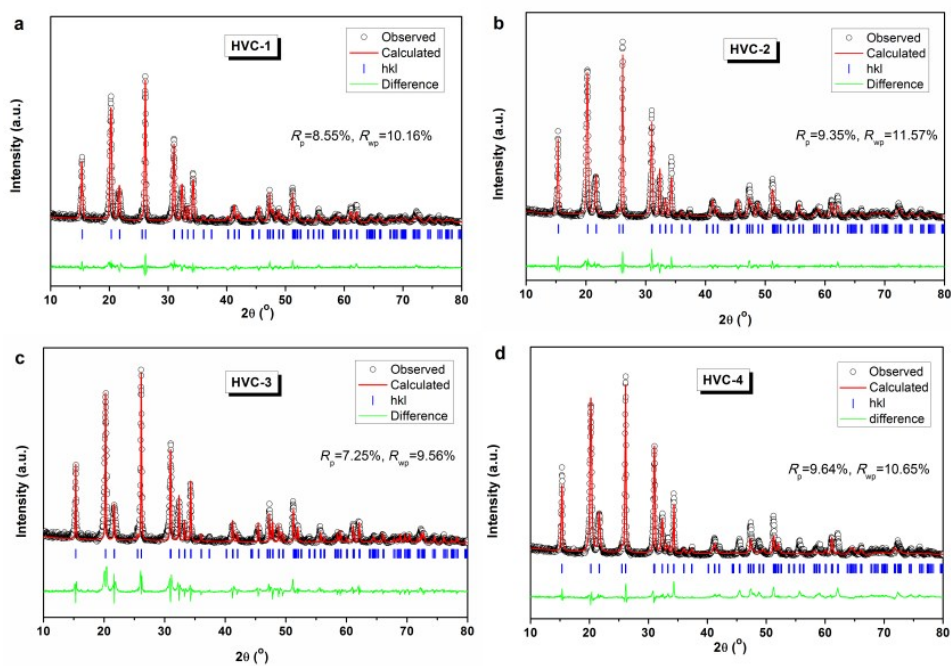 a
HVC-1
Observed
Calculated
hkl
Difference
Rp=8.55%, Rwp=10.16%
Intensity (a.u.)
10 20 30 40 50 60 70 80
2θ (°)
b
HVC-2
Observed
Calculated
hkl
Difference
Rp=9.35%, Rwp=11.57%
Intensity (a.u.)
10 20 30 40 50 60 70 80
2θ (°)
c
HVC-3
Observed
Calculated
hkl
Difference
Rp=7.25%, Rwp=9.56%
Intensity (a.u.)
10 20 30 40 50 60 70 80
2θ (°)
d
HVC-4
Observed
Calculated
hkl
difference
Rp=9.64%, Rwp=10.65%
Intensity (a.u.)
10 20 30 40 50 60 70 80
2θ (°)